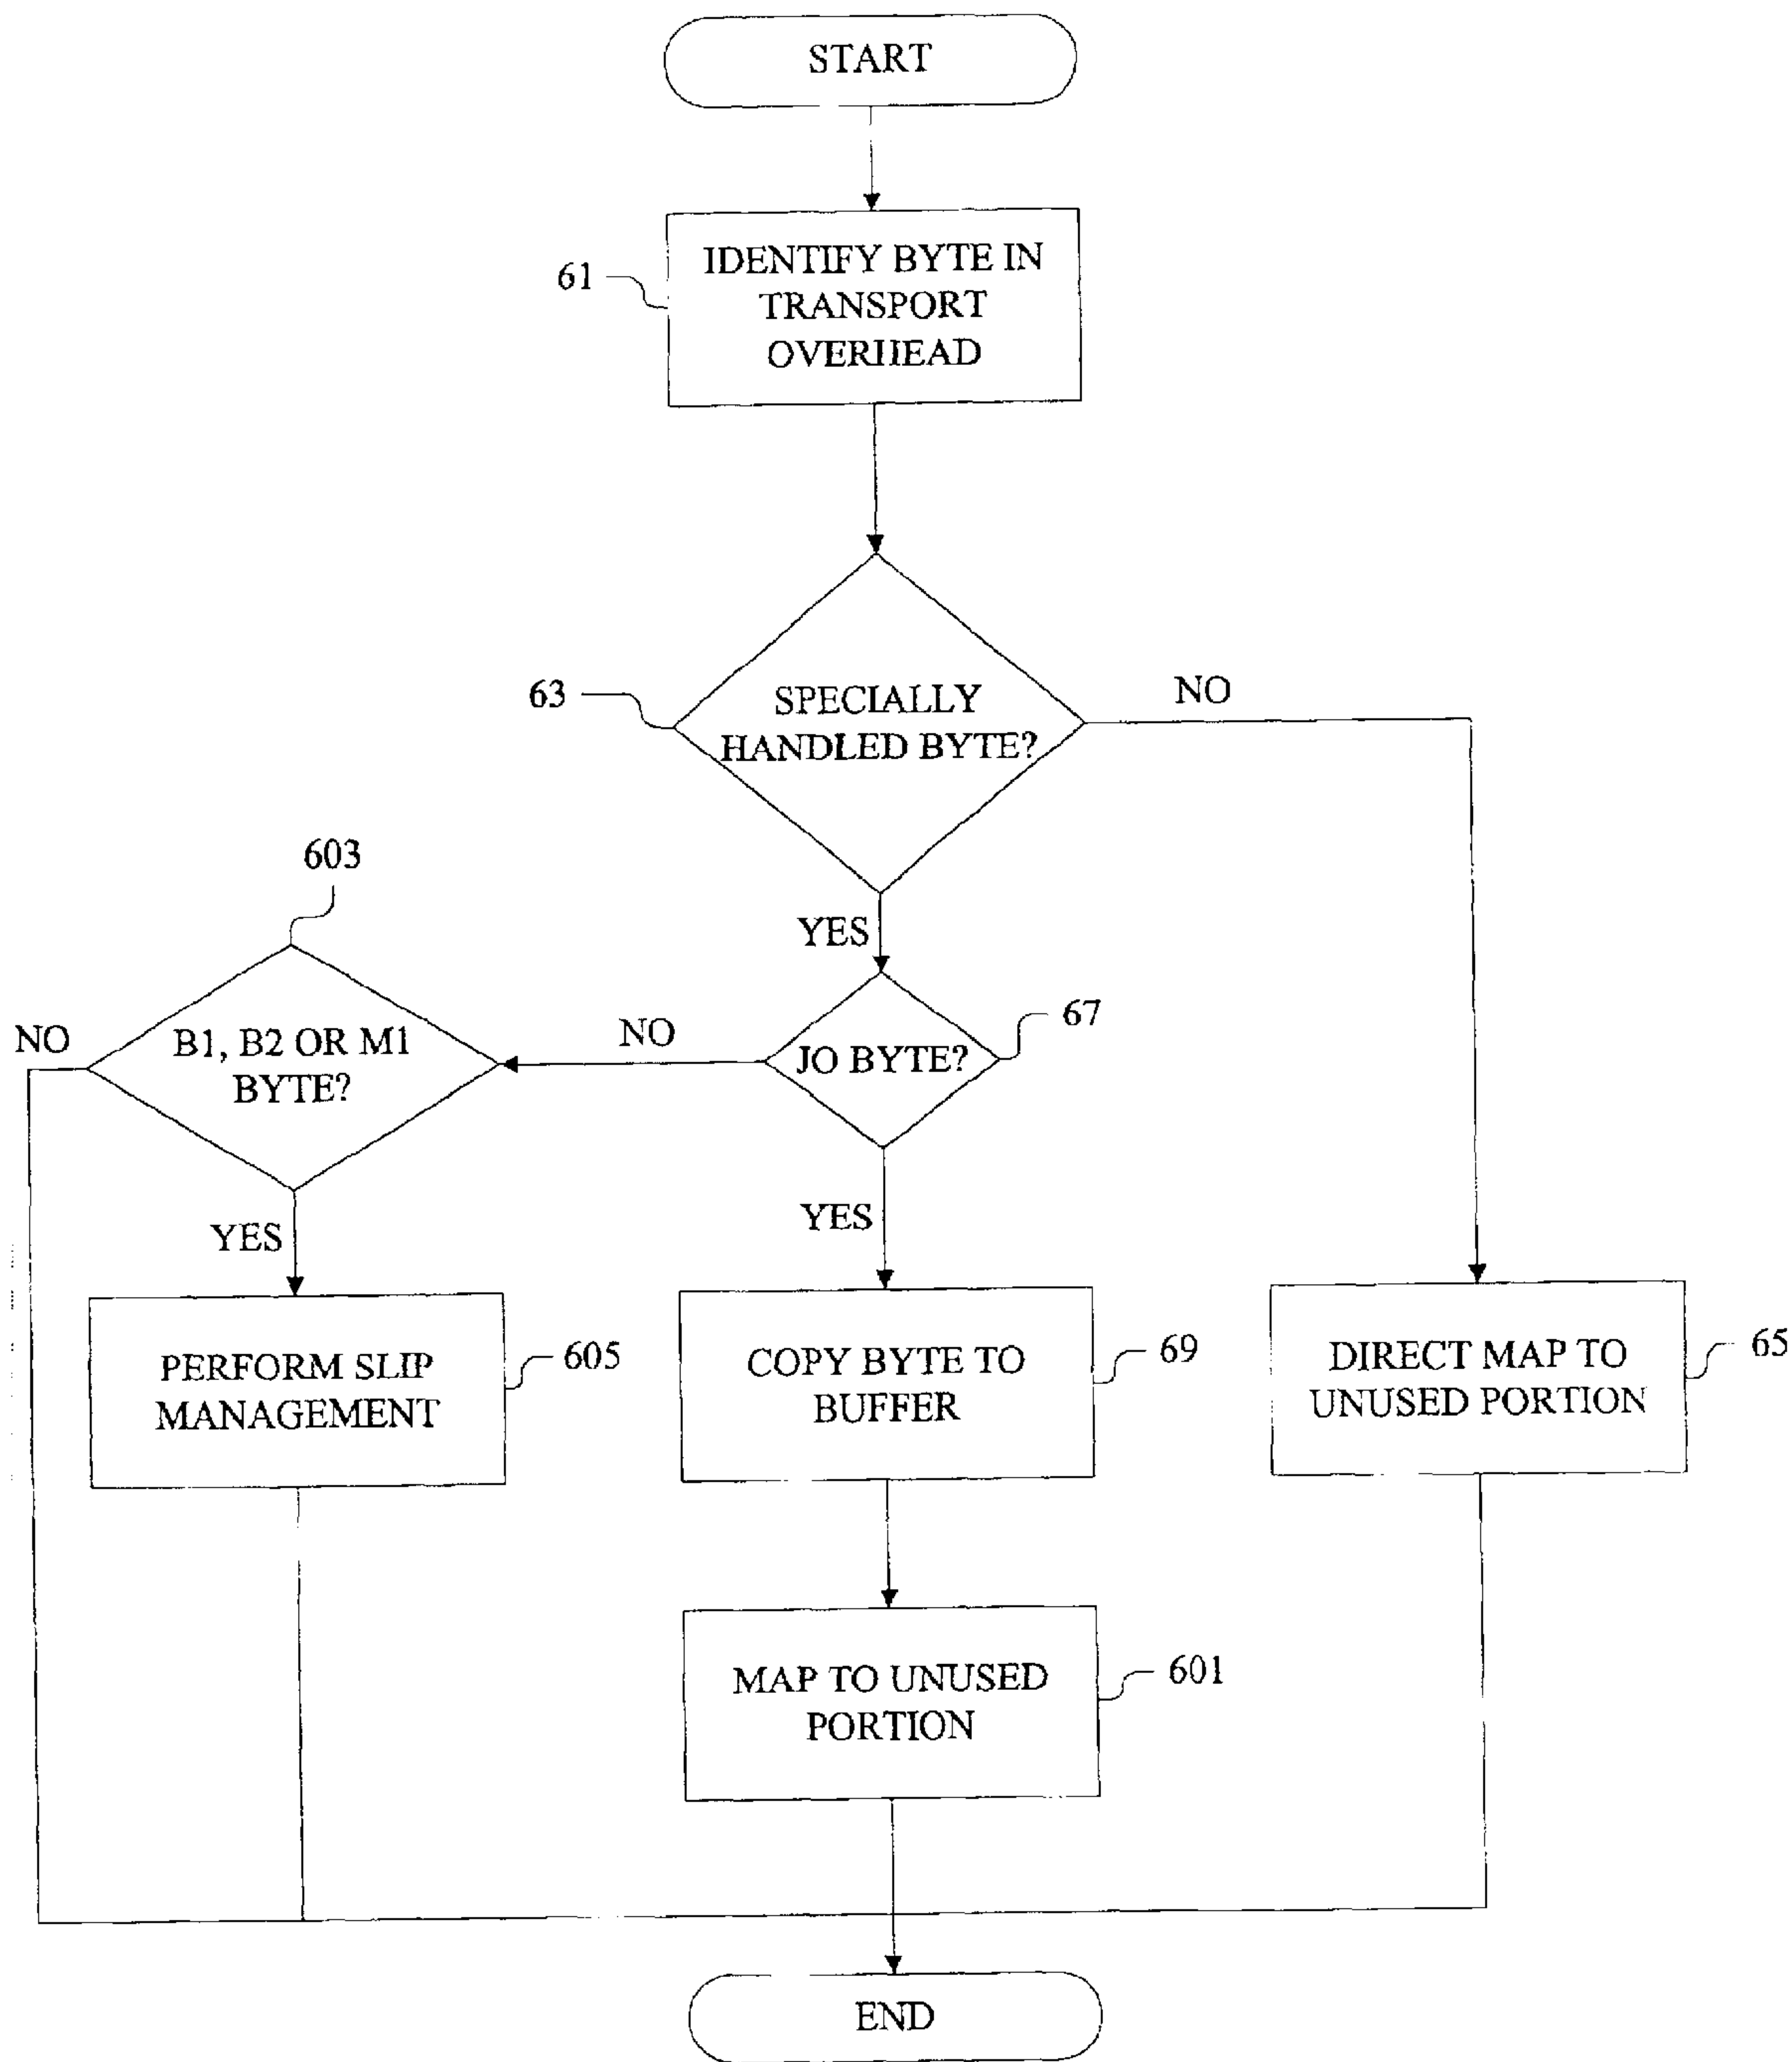 START
61
IDENTIFY BYTE IN
TRANSPORT
OVERHEAD
63
SPECIALLY
HANDLED BYTE?
NO
YES
603
NO
B1, B2 OR M1
BYTE?
NO
JO BYTE?
67
YES
YES
PERFORM SLIP
MANAGEMENT
605
COPY BYTE TO
BUFFER
69
DIRECT MAP TO
UNUSED PORTION
65
MAP TO UNUSED
PORTION
601
END